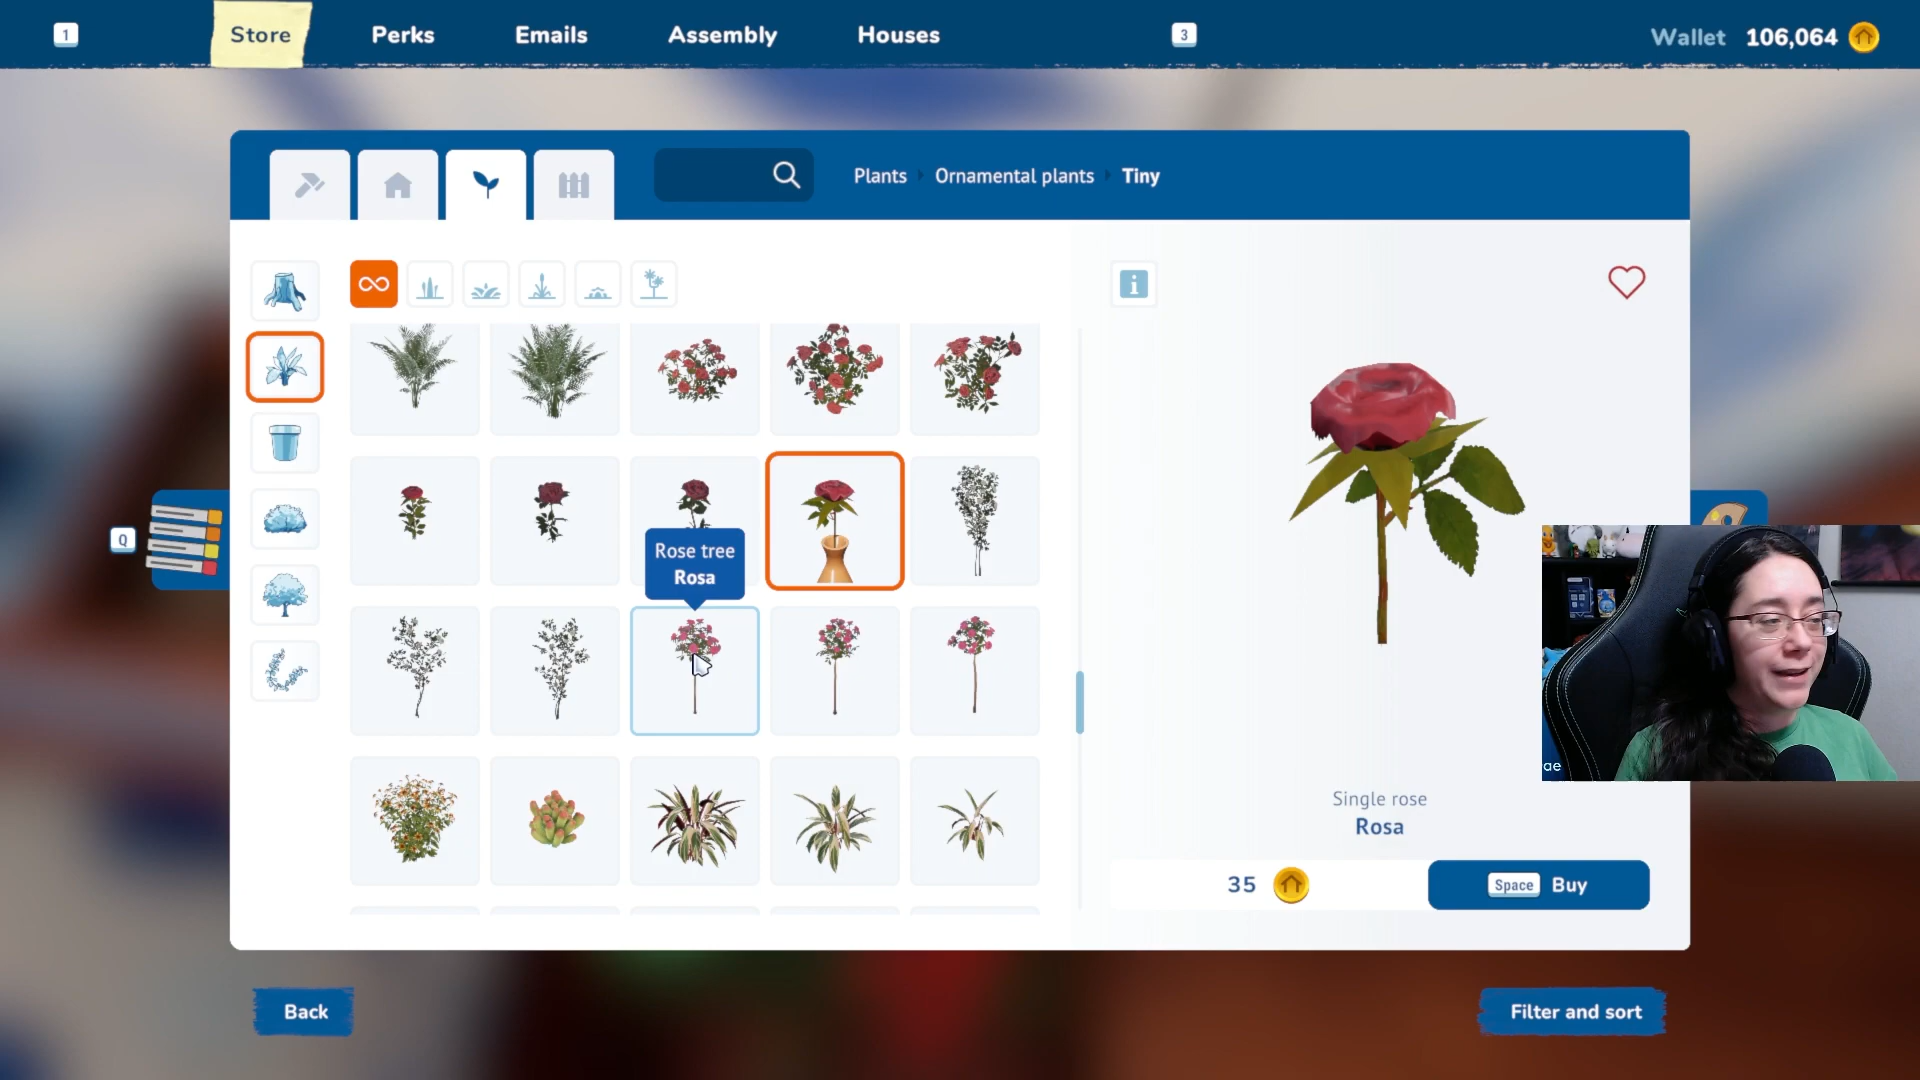 1
Store
Perks
Emails
Assembly
Houses
3
Wallet 106,064
Plants
Ornamental plants
Tiny
i
Q
Rose tree
Rosa
ae
Single rose
Rosa
35
Space Buy
Back
Filter and sort